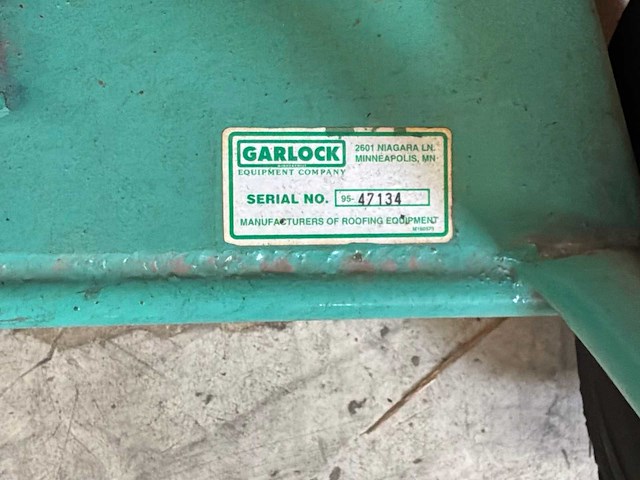 GARLOCK
EQUIPMENT COMPANY
2601 NIAGARA LN.
MINNEAPOLIS, MN
SERIAL NO. 95-47134
MANUFACTURERS OF ROOFING EQUIPMENT